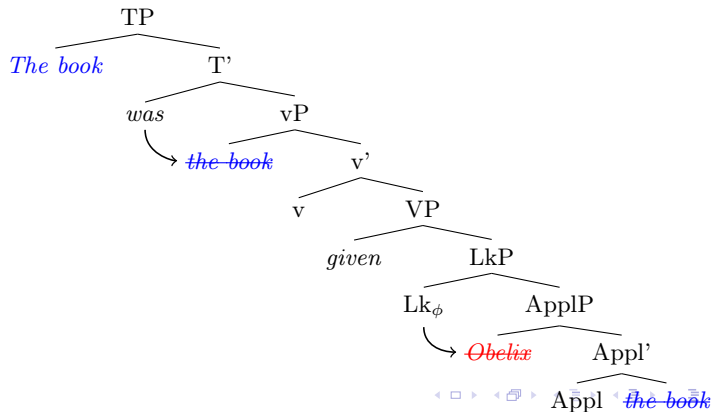 TP
The book T'
was vP
the book v'
v VP
given LkP
Lkϕ ApplP
Obelix Appl'
Appl the book